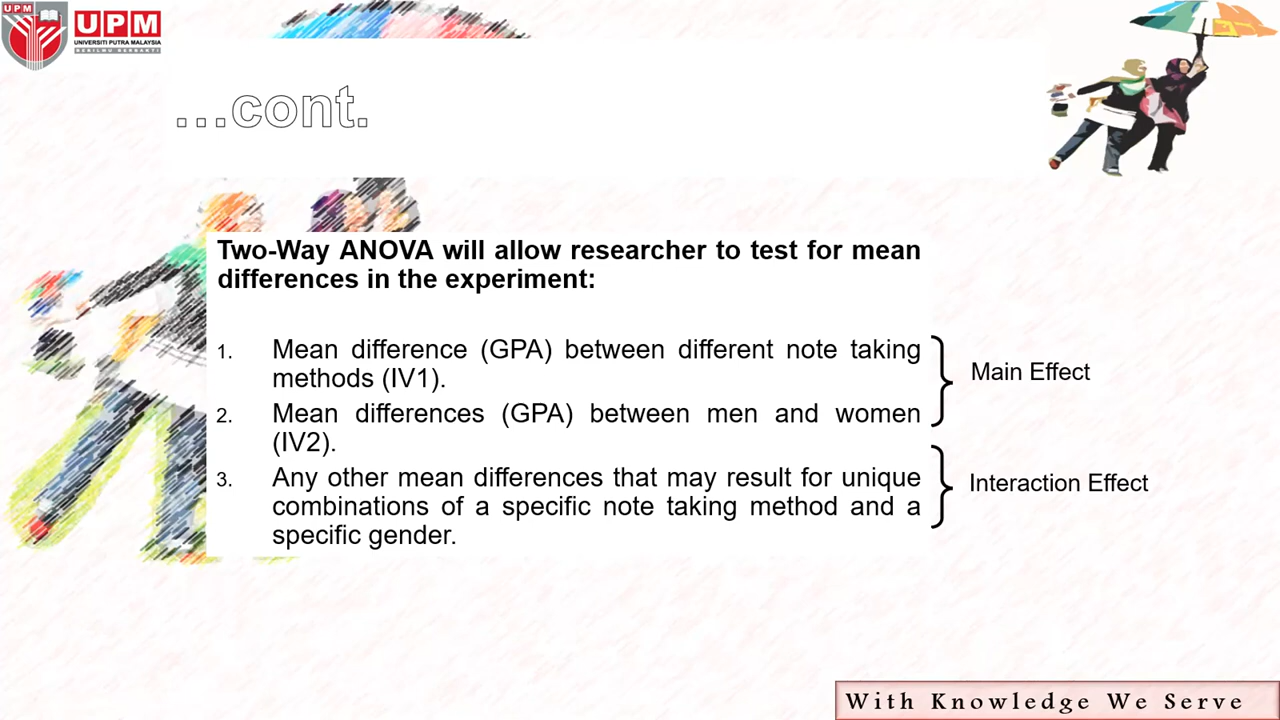 UPM
UPM
UNIVERSITI PUTRA MALAYSIA
BERILMU BERBAKTI
...cont.
Two-Way ANOVA will allow researcher to test for mean
differences in the experiment:
1. Mean difference (GPA) between different note taking
methods (IV1).
2. Mean differences (GPA) between men and women
(IV2).
Main Effect
3. Any other mean differences that may result for unique
combinations of a specific note taking method and a
specific gender.
Interaction Effect
With Knowledge We Serve